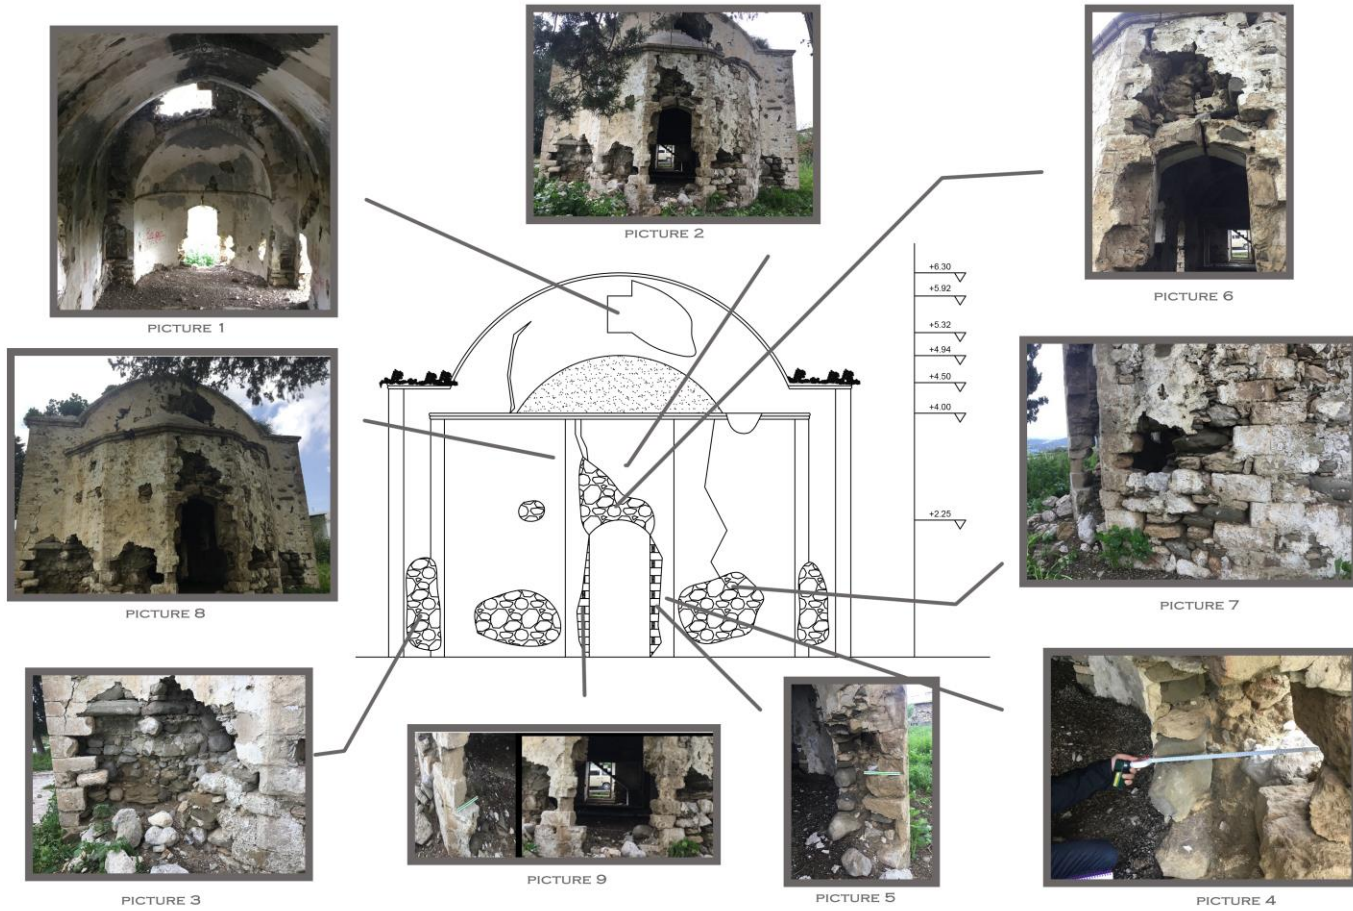 PICTURE 1
PICTURE 2
PICTURE 6
+6.30
+5.92
+5.32
+4.94
+4.50
+4.00
+2.25
PICTURE 8
PICTURE 7
PICTURE 3
PICTURE 9
PICTURE 5
PICTURE 4